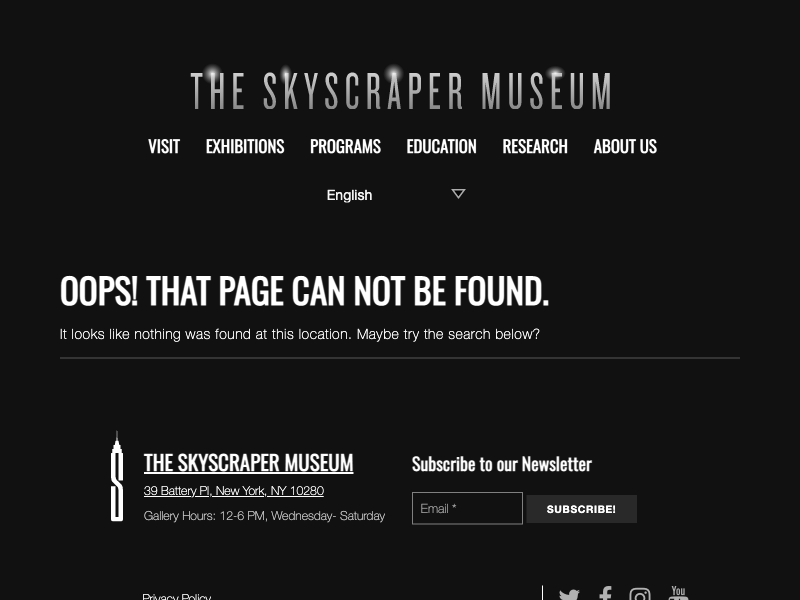 THE SKYSCRAPER MUSEUM
VISIT EXHIBITIONS PROGRAMS EDUCATION RESEARCH ABOUT US
English
OOPS! THAT PAGE CAN NOT BE FOUND.
It looks like nothing was found at this location. Maybe try the search below?
THE SKYSCRAPER MUSEUM
39 Battery Pl, New York, NY 10280
Gallery Hours: 12-6 PM, Wednesday- Saturday
Subscribe to our Newsletter
Email *
SUBSCRIBE!
Privacy Policy
You